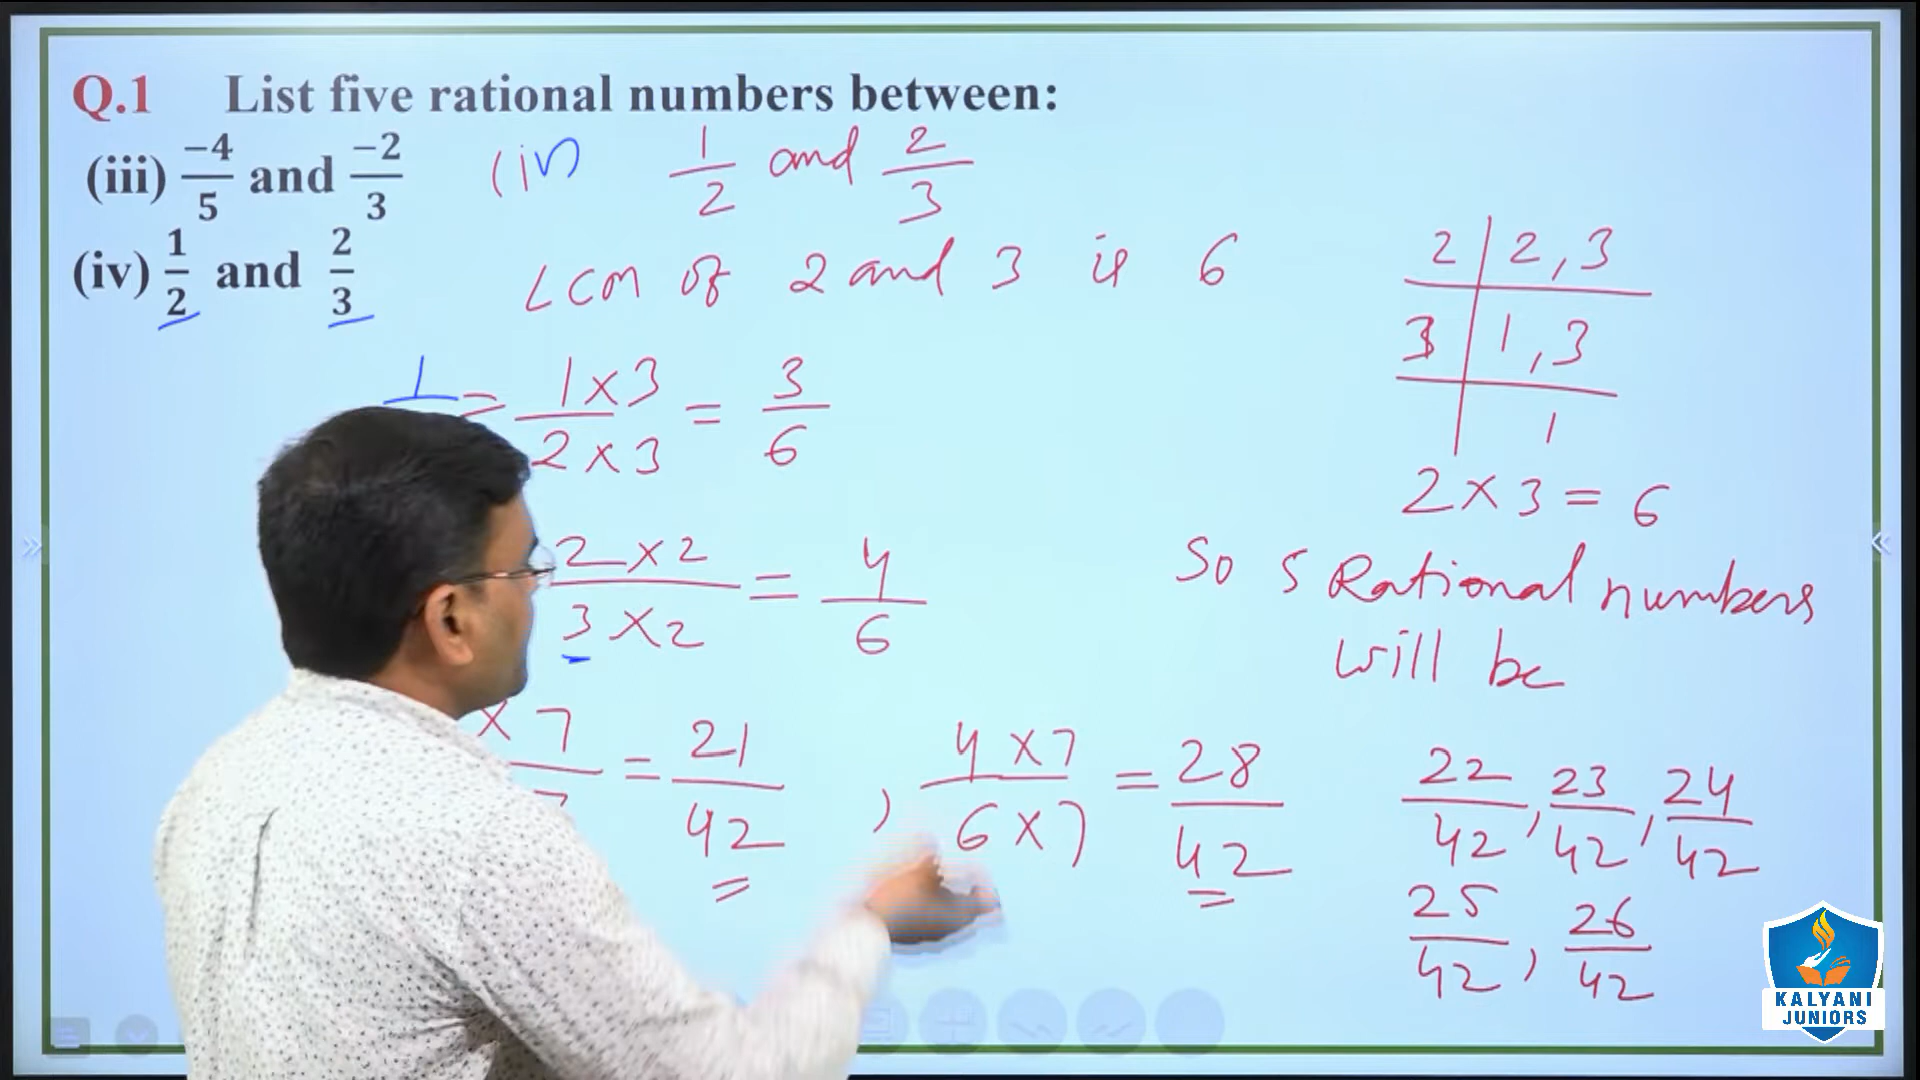 Q.1 List five rational numbers between:
(iii) -4/5 and -2/3
(iv) 1/2 and 2/3
(iv) 1/2 and 2/3
LCM of 2 and 3 is 6
2 | 2, 3
3 | 1, 3
1
2 × 3 = 6
1 = 1×3 / 2×3 = 3/6
2×2 / 3×2 = 4/6
So 5 Rational numbers
will be
× 7 / 7 = 21/42 , 4×7 / 6×7 = 28/42
22/42, 23/42, 24/42
25/42, 26/42
KALYANI
JUNIORS